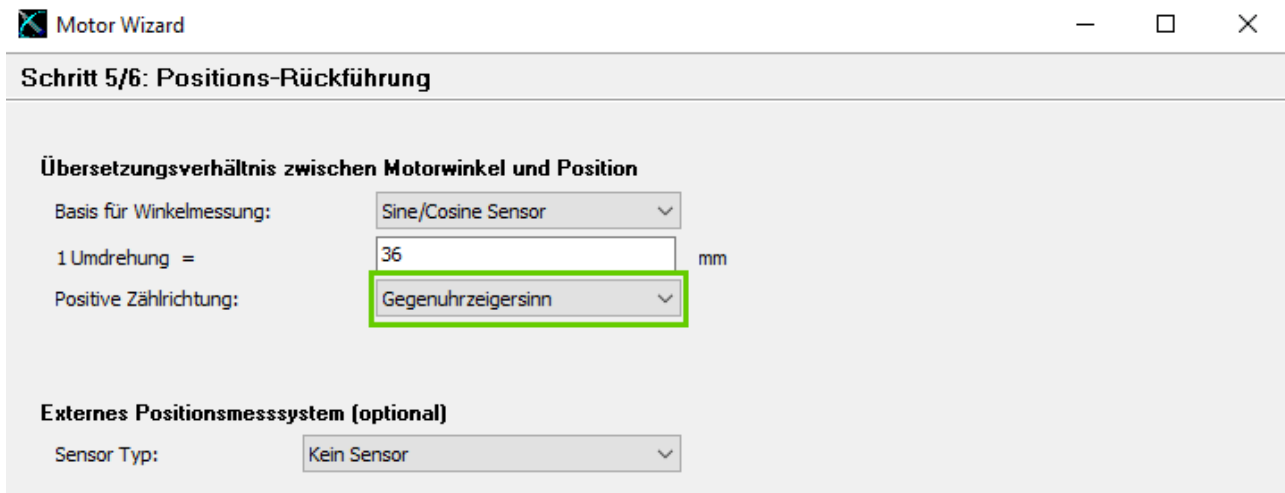 Motor Wizard
Schritt 5/6: Positions-Rückführung
Übersetzungsverhältnis zwischen Motorwinkel und Position
Basis für Winkelmessung: Sine/Cosine Sensor
1 Umdrehung = 36 mm
Positive Zählrichtung: Gegenuhrzeigersinn
Externes Positionsmesssystem (optional)
Sensor Typ: Kein Sensor